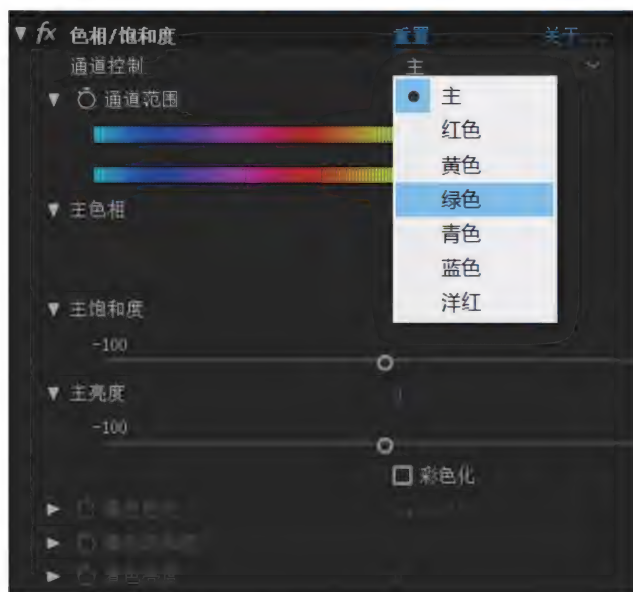 fx 色相/饱和度 重置 关于...
通道控制 主
通道范围
主色相
主饱和度
-100
主亮度
-100
彩色化
主
红色
黄色
绿色
青色
蓝色
洋红